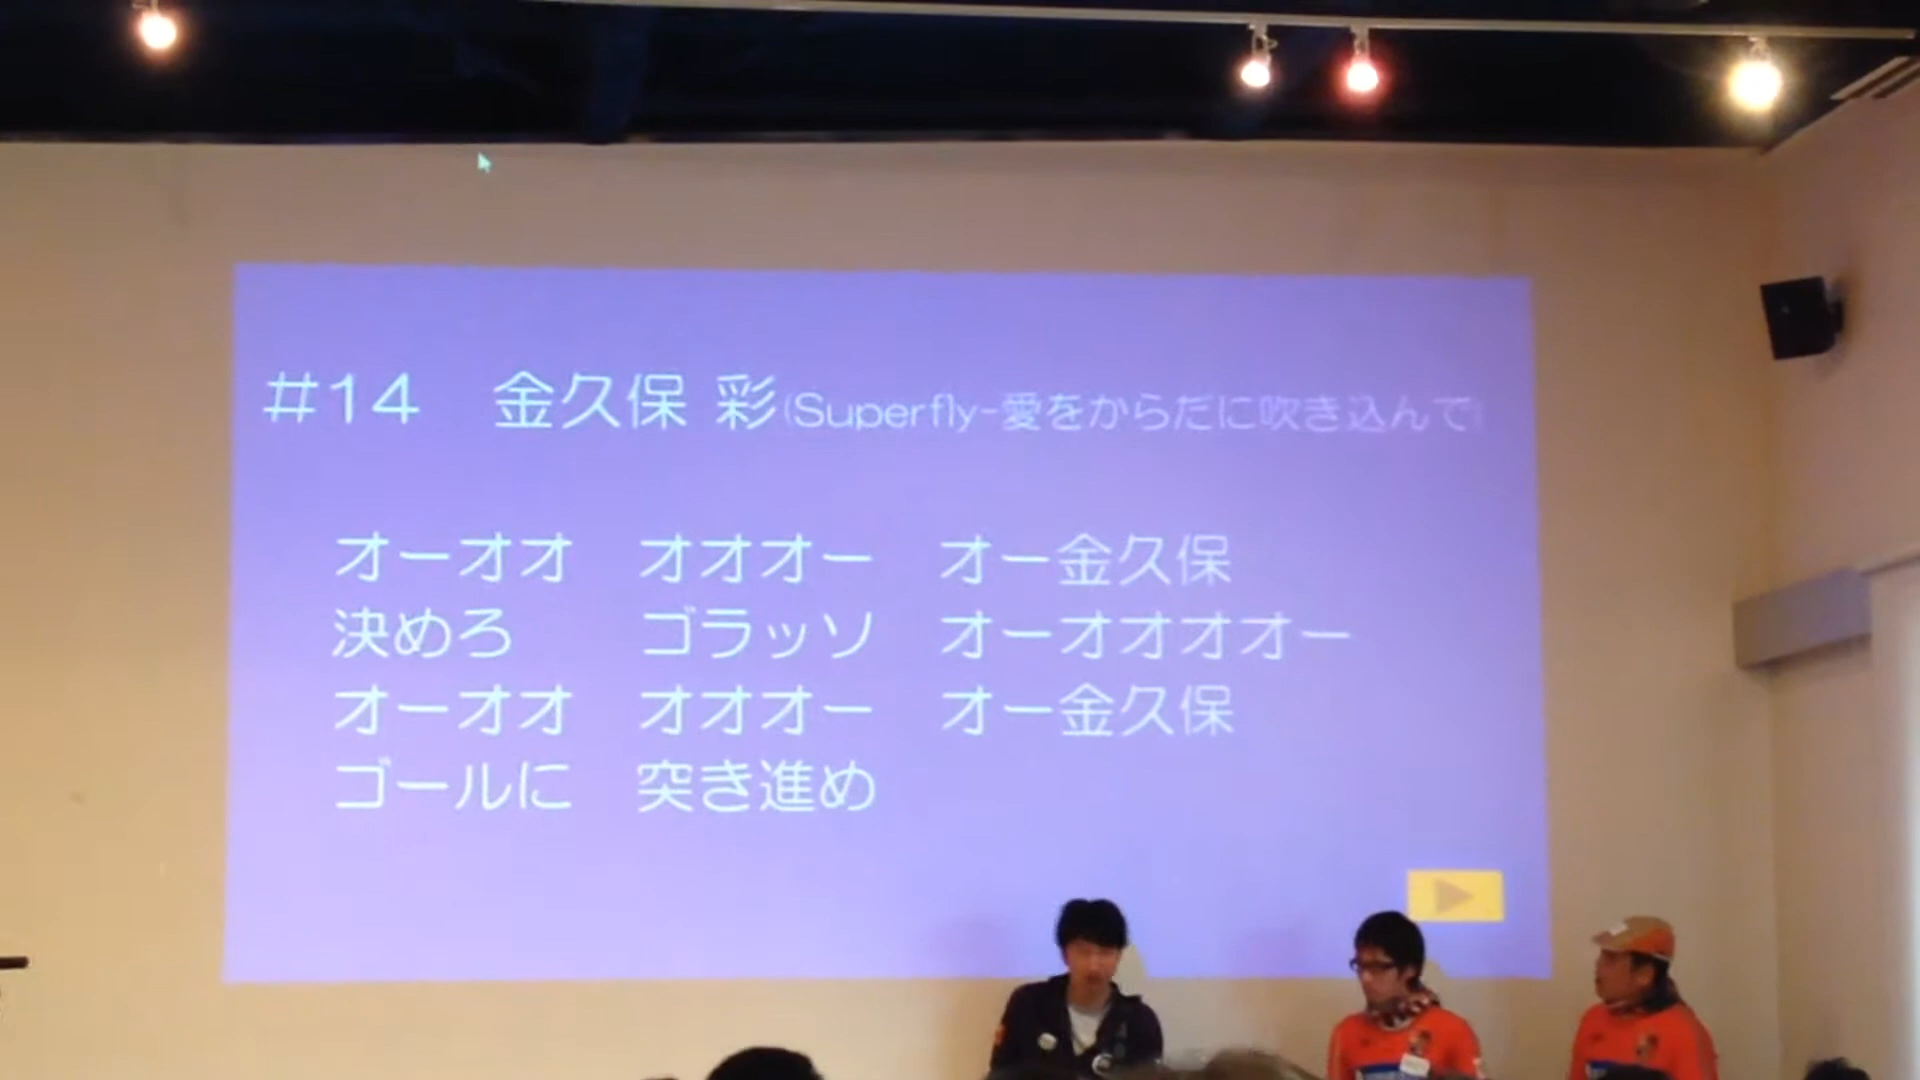 #14 金久保 彩(Superfly-愛をからだに吹き込んで)
オーオオ オオオー オー金久保
決めろ ゴラッソ オーオオオオー
オーオオ オオオー オー金久保
ゴールに 突き進め